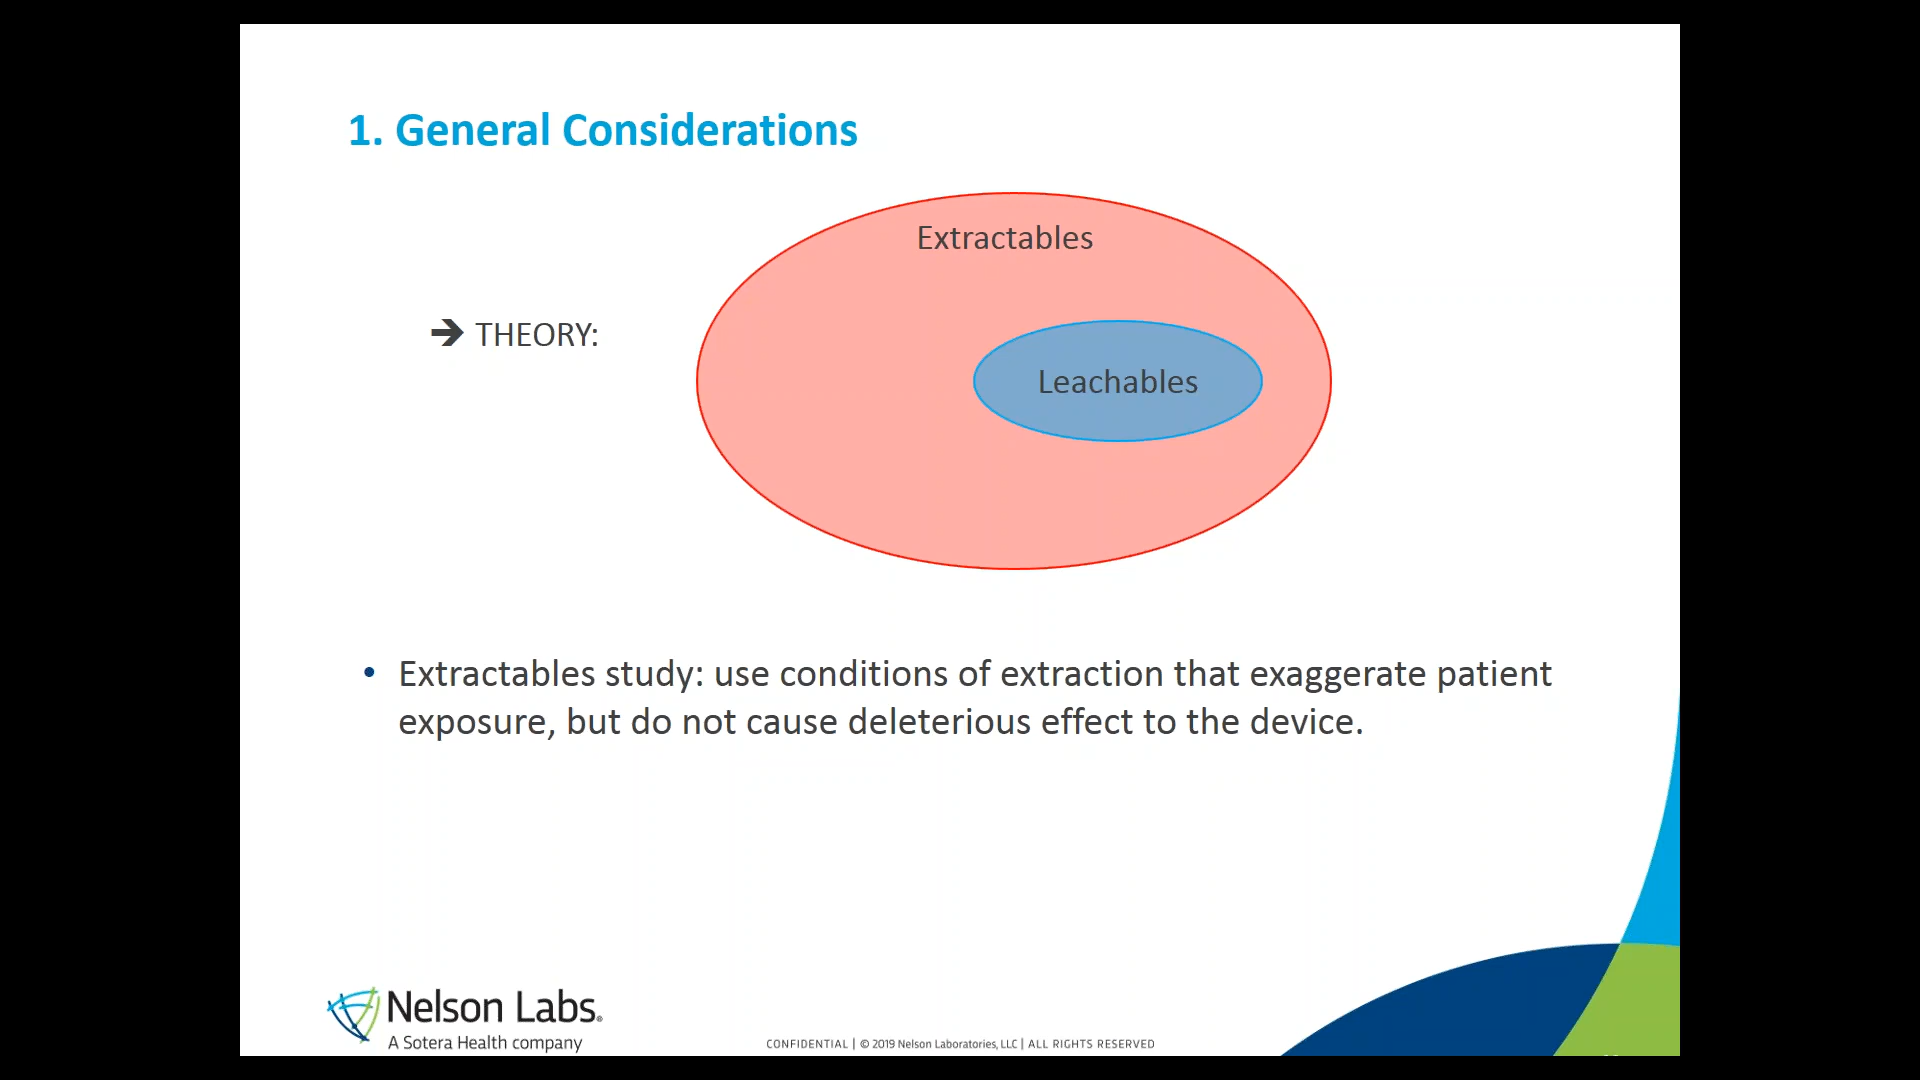 1. General Considerations
Extractables
➔ THEORY:
Leachables
• Extractables study: use conditions of extraction that exaggerate patient
exposure, but do not cause deleterious effect to the device.
Nelson Labs®
A Sotera Health company
CONFIDENTIAL | © 2019 Nelson Laboratories, LLC | ALL RIGHTS RESERVED